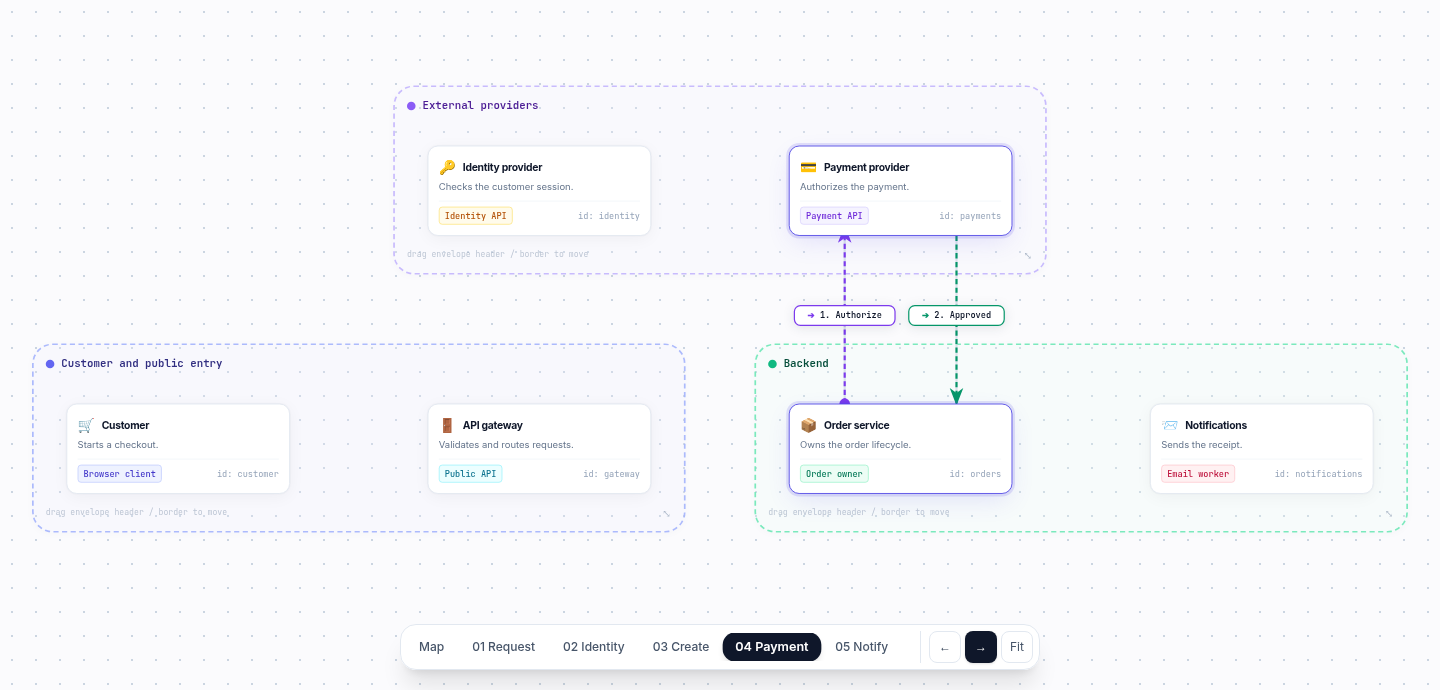 External providers
🔑 Identity provider
Checks the customer session.
Identity API id: identity
💳 Payment provider
Authorizes the payment.
Payment API id: payments
drag envelope header / border to move
➔ 1. Authorize
➔ 2. Approved
Customer and public entry
🛒 Customer
Starts a checkout.
Browser client id: customer
🚪 API gateway
Validates and routes requests.
Public API id: gateway
drag envelope header / border to move
Backend
📦 Order service
Owns the order lifecycle.
Order owner id: orders
📨 Notifications
Sends the receipt.
Email worker id: notifications
drag envelope header / border to move
Map 01 Request 02 Identity 03 Create 04 Payment 05 Notify ← → Fit